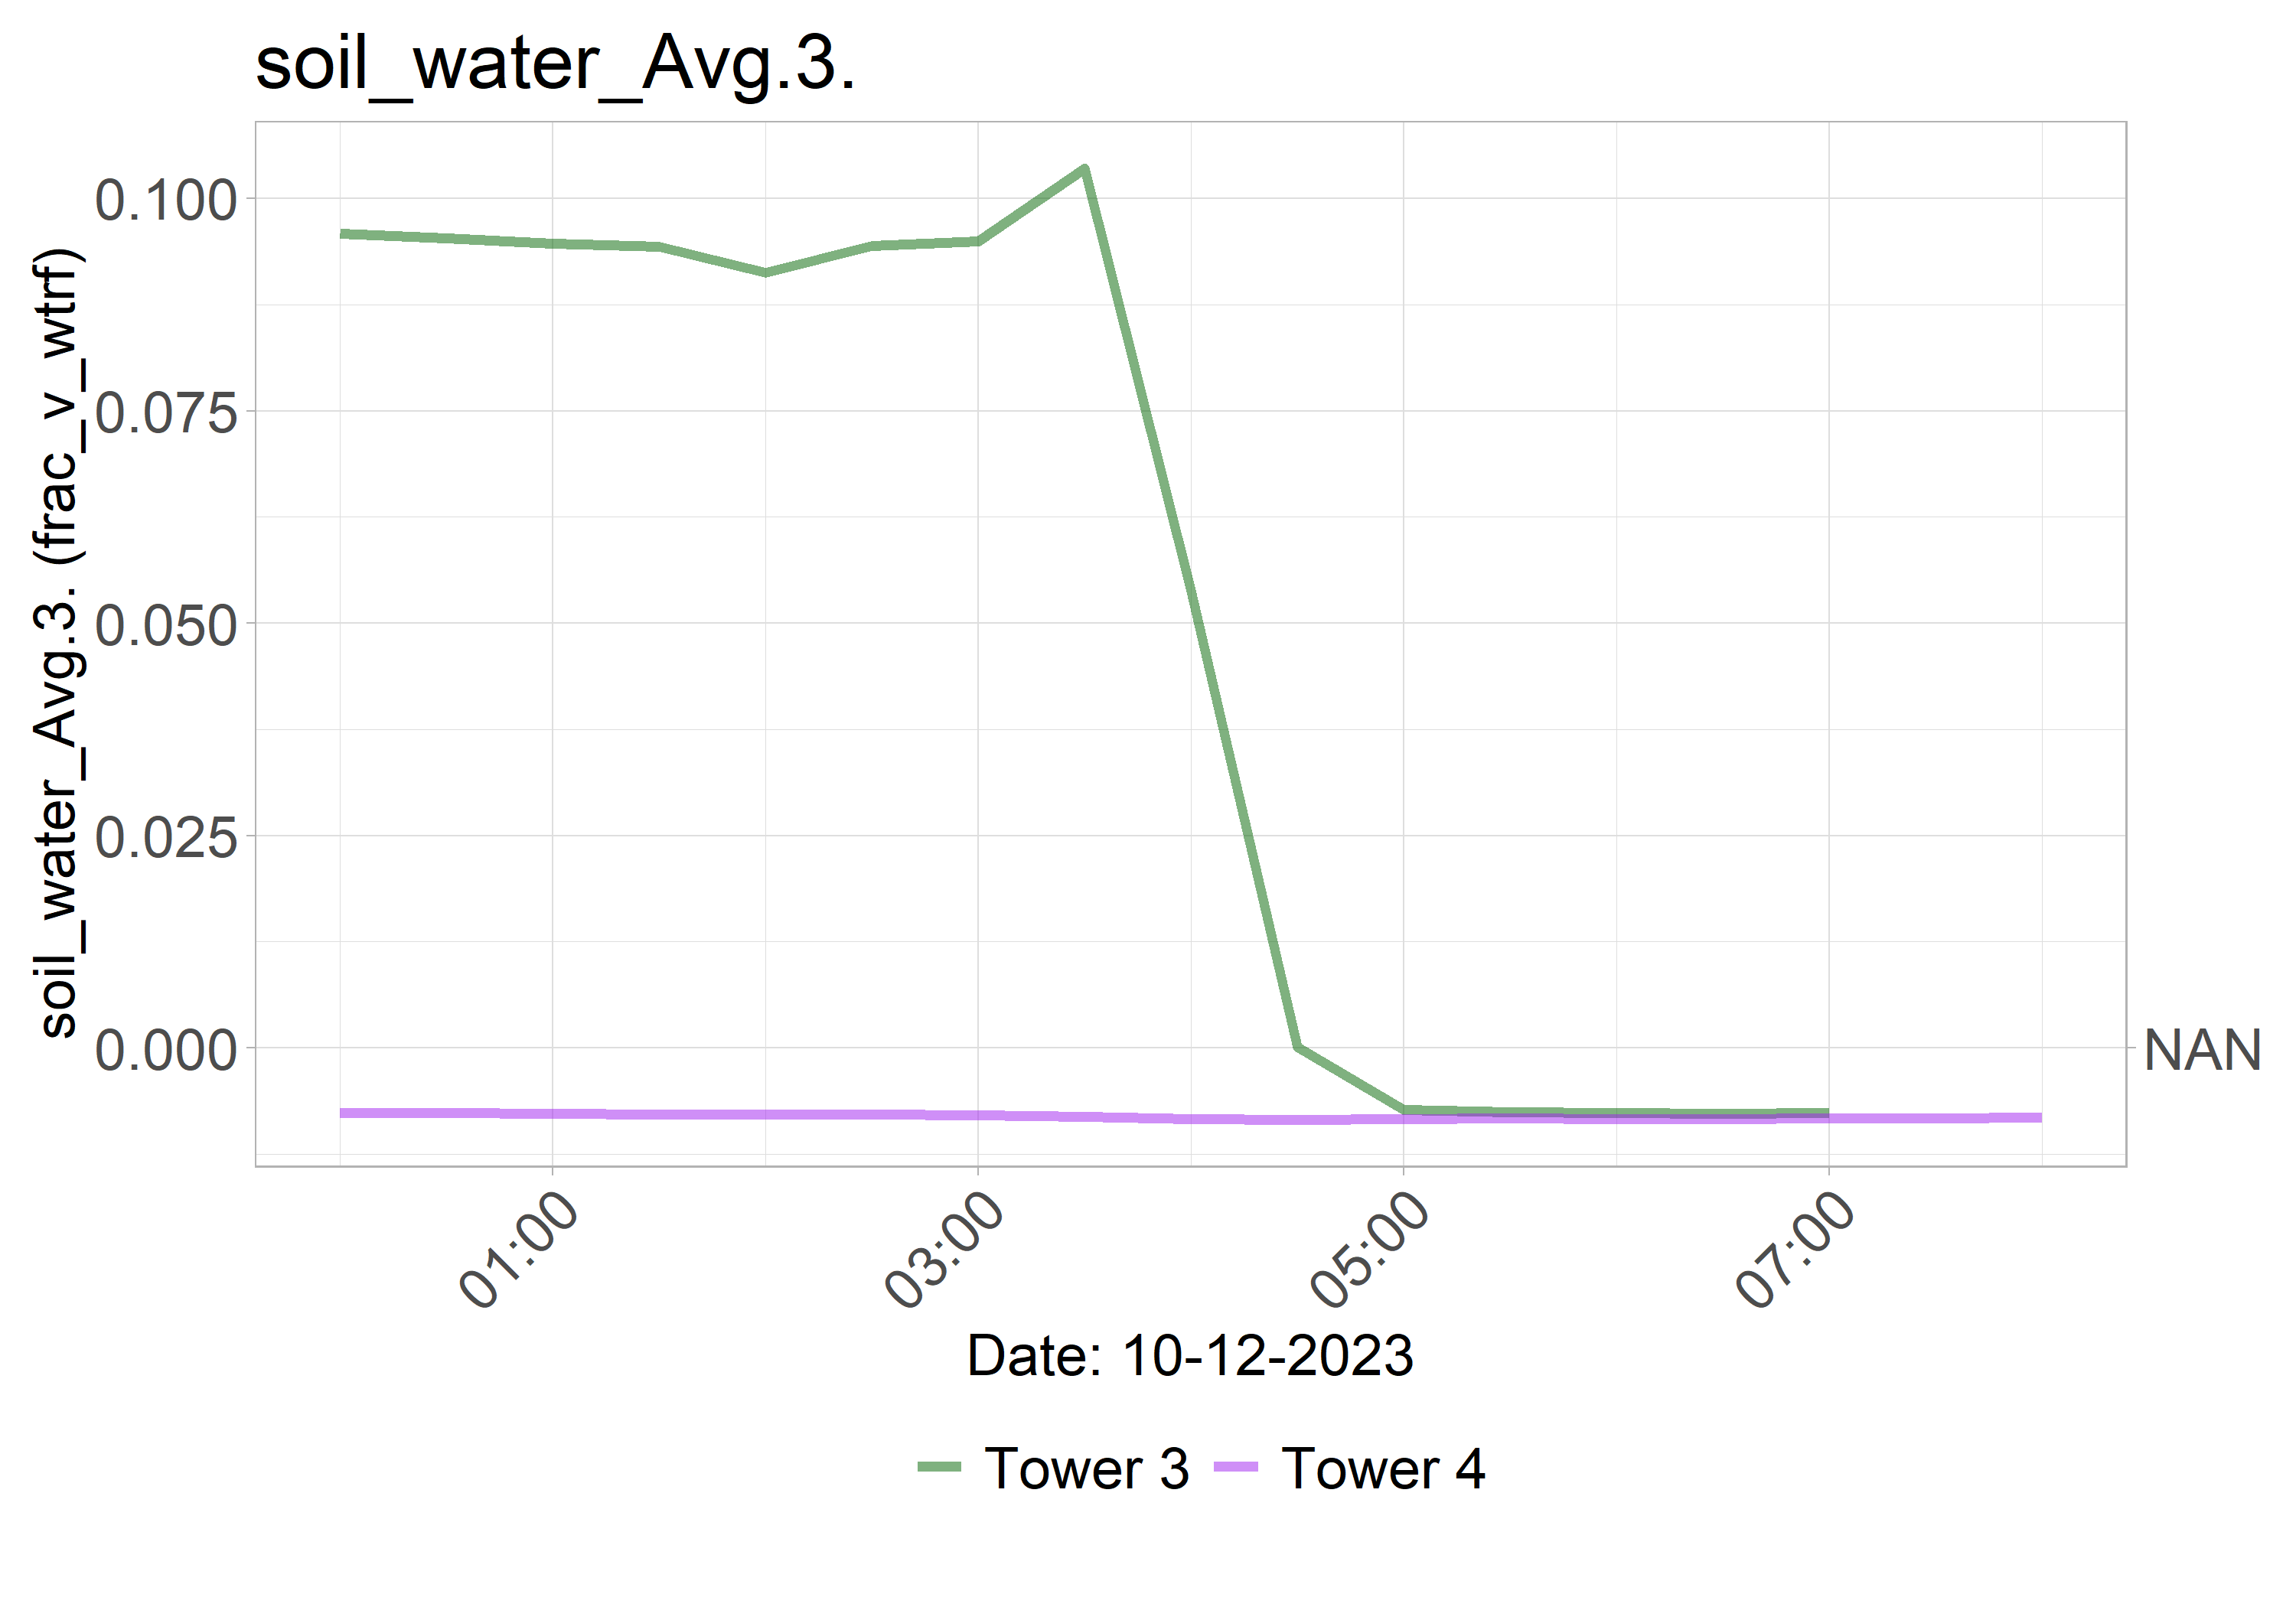 soil_water_Avg.3.
soil_water_Avg.3. (frac_v_wtrf)
0.100
0.075
0.050
0.025
0.000
NAN
01:00
03:00
05:00
07:00
Date: 10-12-2023
Tower 3
Tower 4